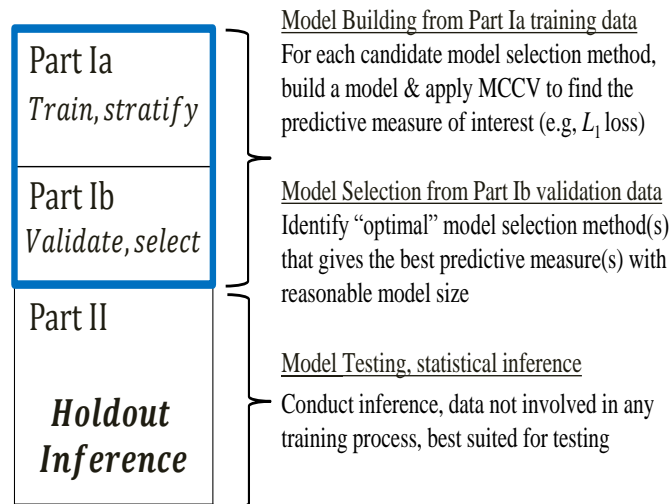 Part Ia
Train, stratify
Part Ib
Validate, select
Part II
Holdout
Inference
Model Building from Part Ia training data
For each candidate model selection method,
build a model & apply MCCV to find the
predictive measure of interest (e.g, L₁ loss)
Model Selection from Part Ib validation data
Identify “optimal” model selection method(s)
that gives the best predictive measure(s) with
reasonable model size
Model Testing, statistical inference
Conduct inference, data not involved in any
training process, best suited for testing